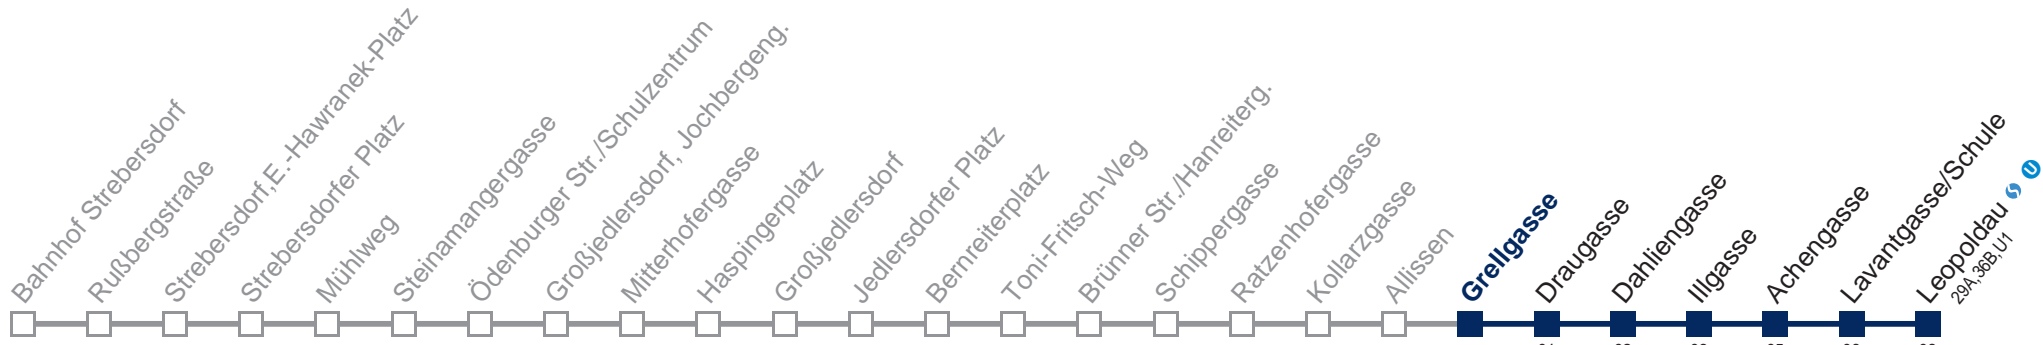 Bahnhof Strebersdorf
Rußbergstraße
Strebersdorf,E.-Hawranek-Platz
Strebersdorfer Platz
Mühlweg
Steinamangergasse
Ödenburger Str./Schulzentrum
Großjedlersdorf, Jochbergeng.
Mitterhofergasse
Haspingerplatz
Großjedlersdorf
Jedlersdorfer Platz
Bernreiterplatz
Toni-Fritsch-Weg
Brünner Str./Hanreiterg.
Schippergasse
Ratzenhofergasse
Kollarzgasse
Allissen
Grellgasse
Draugasse
Dahliengasse
Illgasse
Achengasse
Lavantgasse/Schule
Leopoldau S U
29A,36B,U1